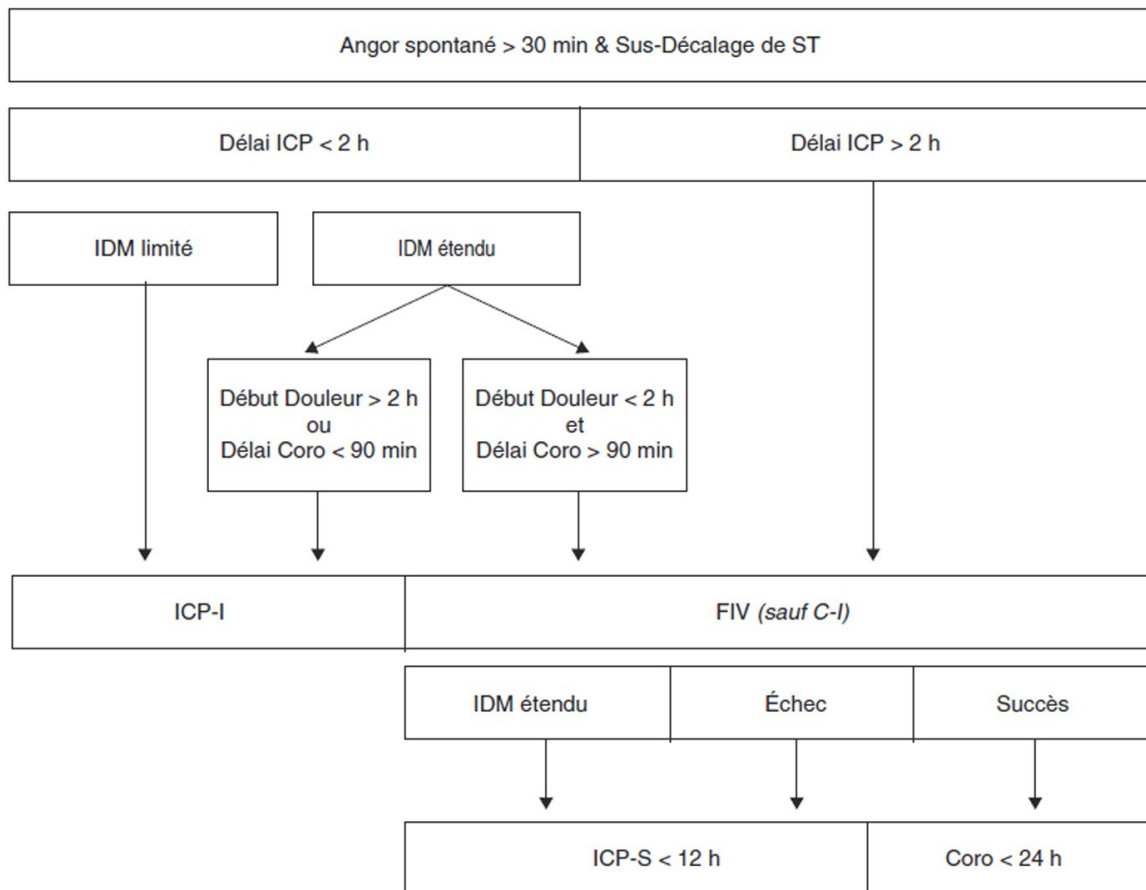 Angor spontané > 30 min & Sus-Décalage de ST
Délai ICP < 2 h
Délai ICP > 2 h
IDM limité
IDM étendu
Début Douleur > 2 h
ou
Délai Coro < 90 min
Début Douleur < 2 h
et
Délai Coro > 90 min
ICP-I
FIV (sauf C-I)
IDM étendu
Échec
Succès
ICP-S < 12 h
Coro < 24 h